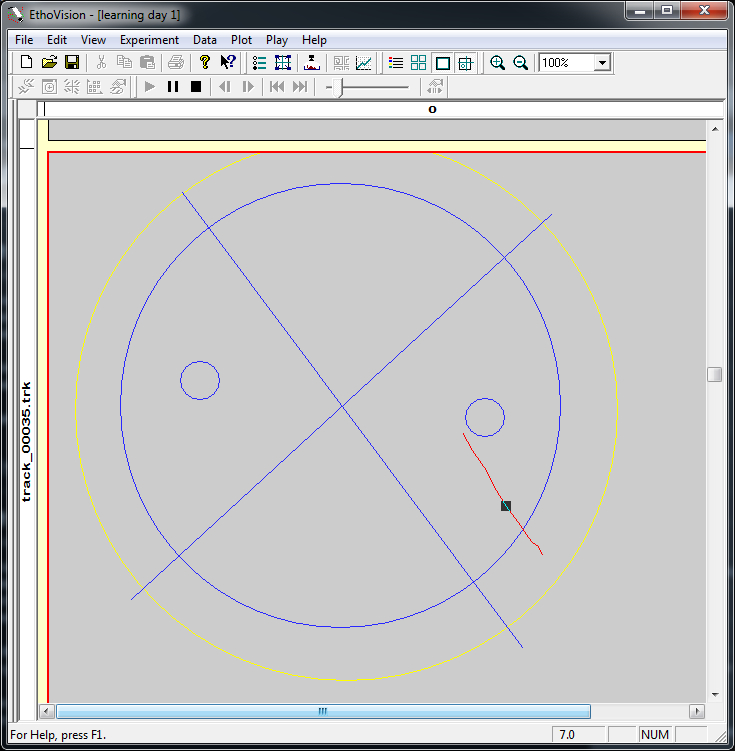 EthoVision - [learning day 1]
File Edit View Experiment Data Plot Play Help
100%
0
track_00035.trk
For Help, press F1.
7.0
NUM